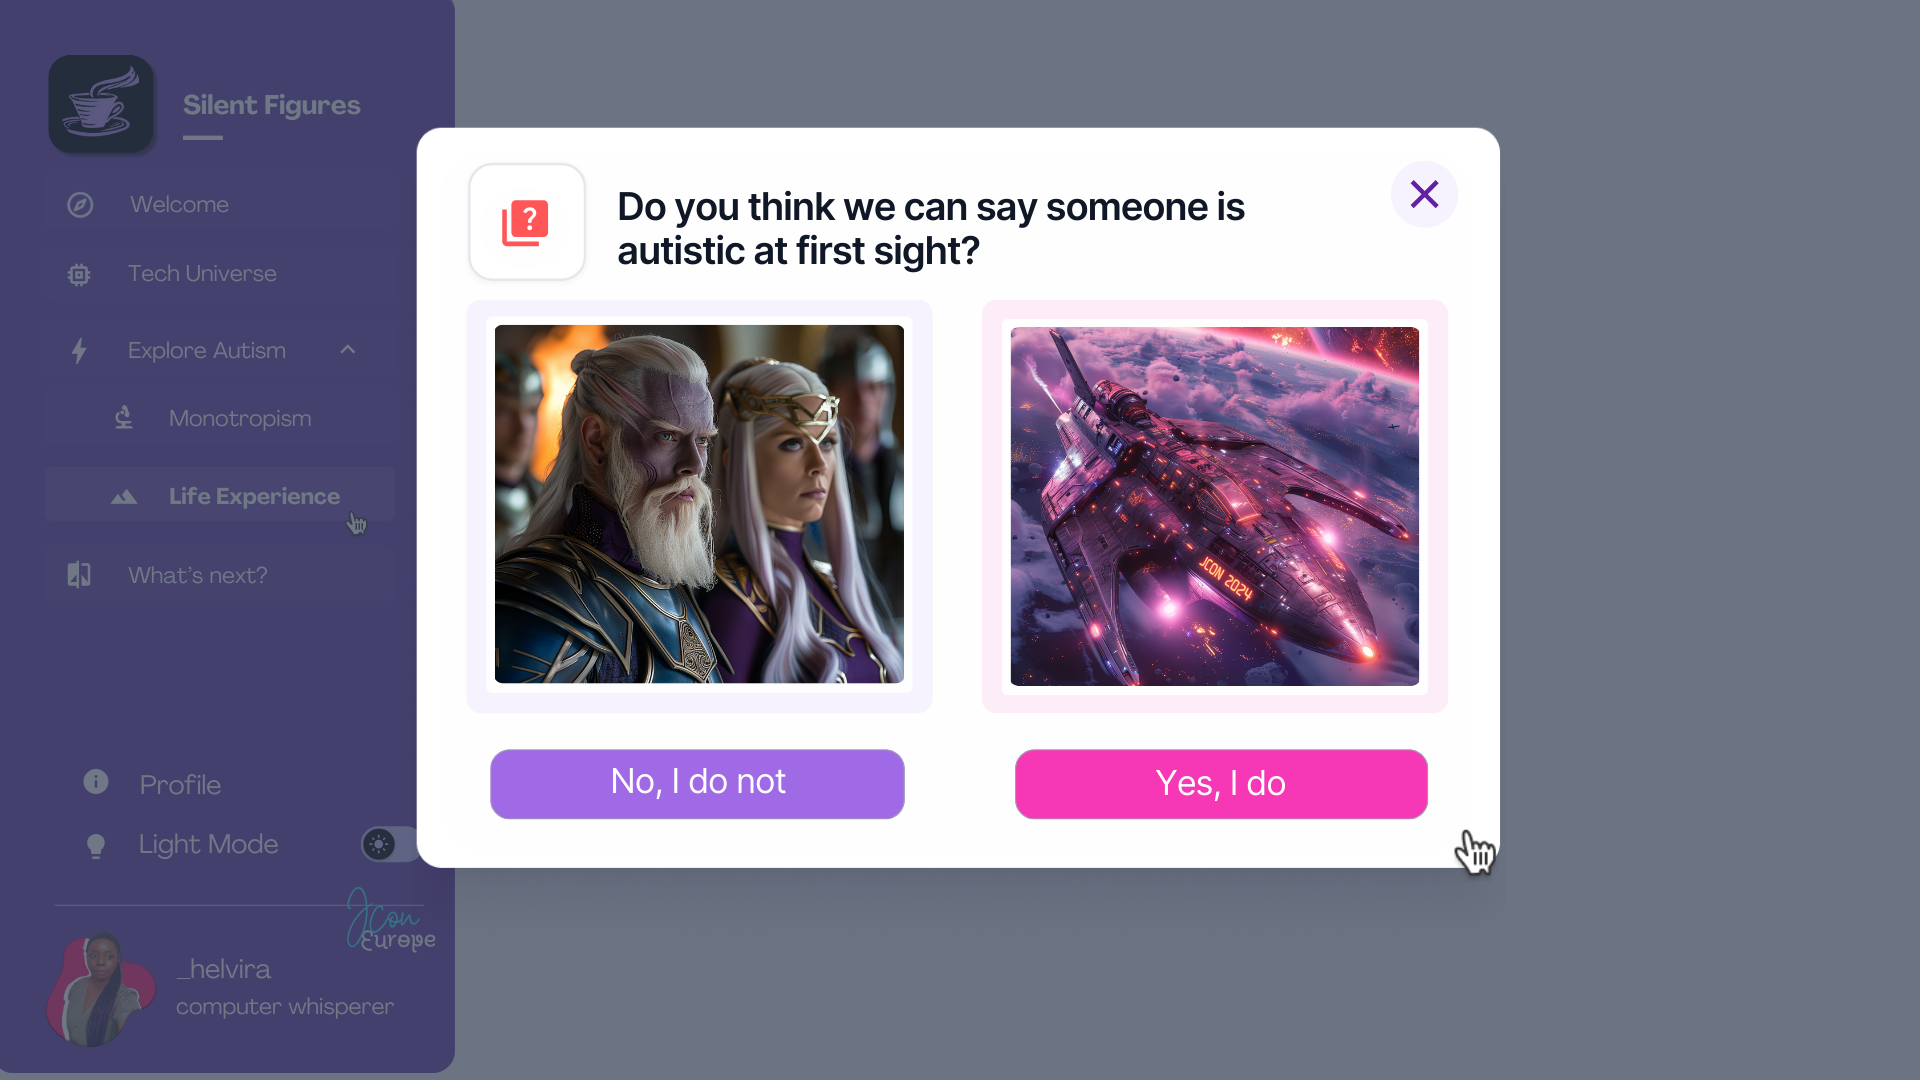 Silent Figures
Welcome
Tech Universe
Explore Autism
Monotropism
Life Experience
What's next?
Profile
Light Mode
JCon
Europe
_helvira
computer whisperer
?
Do you think we can say someone is
autistic at first sight?
JCON 2024
No, I do not
Yes, I do